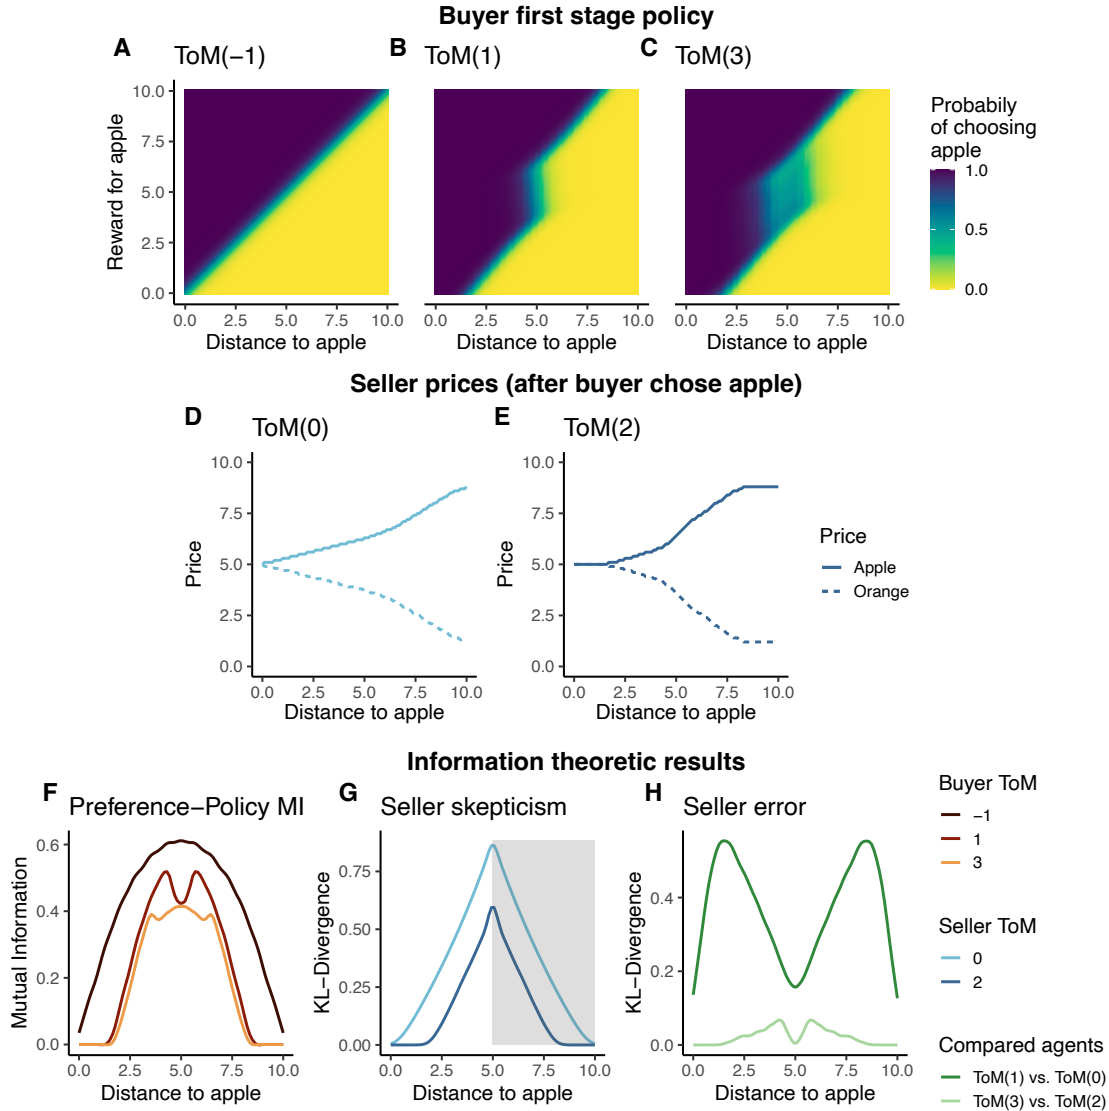 Buyer first stage policy
A ToM(−1)
B ToM(1)
C ToM(3)
Reward for apple
10.0
7.5
5.0
2.5
0.0
0.0 2.5 5.0 7.5 10.0
Distance to apple
0.0 2.5 5.0 7.5 10.0
Distance to apple
0.0 2.5 5.0 7.5 10.0
Distance to apple
Probabily
of choosing
apple
1.0
0.5
0.0
Seller prices (after buyer chose apple)
D ToM(0)
Price
10.0
7.5
5.0
2.5
0.0
0.0 2.5 5.0 7.5 10.0
Distance to apple
E ToM(2)
Price
10.0
7.5
5.0
2.5
0.0
0.0 2.5 5.0 7.5 10.0
Distance to apple
Price
Apple
Orange
Information theoretic results
F Preference−Policy MI
Mutual Information
0.6
0.4
0.2
0.0
0.0 2.5 5.0 7.5 10.0
Distance to apple
G Seller skepticism
KL−Divergence
0.75
0.50
0.25
0.00
0.0 2.5 5.0 7.5 10.0
Distance to apple
H Seller error
KL−Divergence
0.4
0.2
0.0
0.0 2.5 5.0 7.5 10.0
Distance to apple
Buyer ToM
−1
1
3
Seller ToM
0
2
Compared agents
ToM(1) vs. ToM(0)
ToM(3) vs. ToM(2)